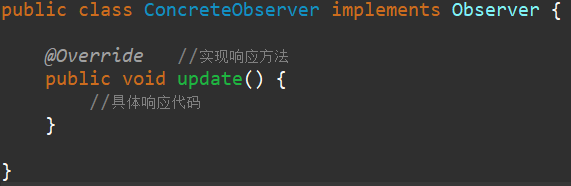 public class ConcreteObserver implements Observer {
@Override //实现响应方法
public void update() {
//具体响应代码
}
}